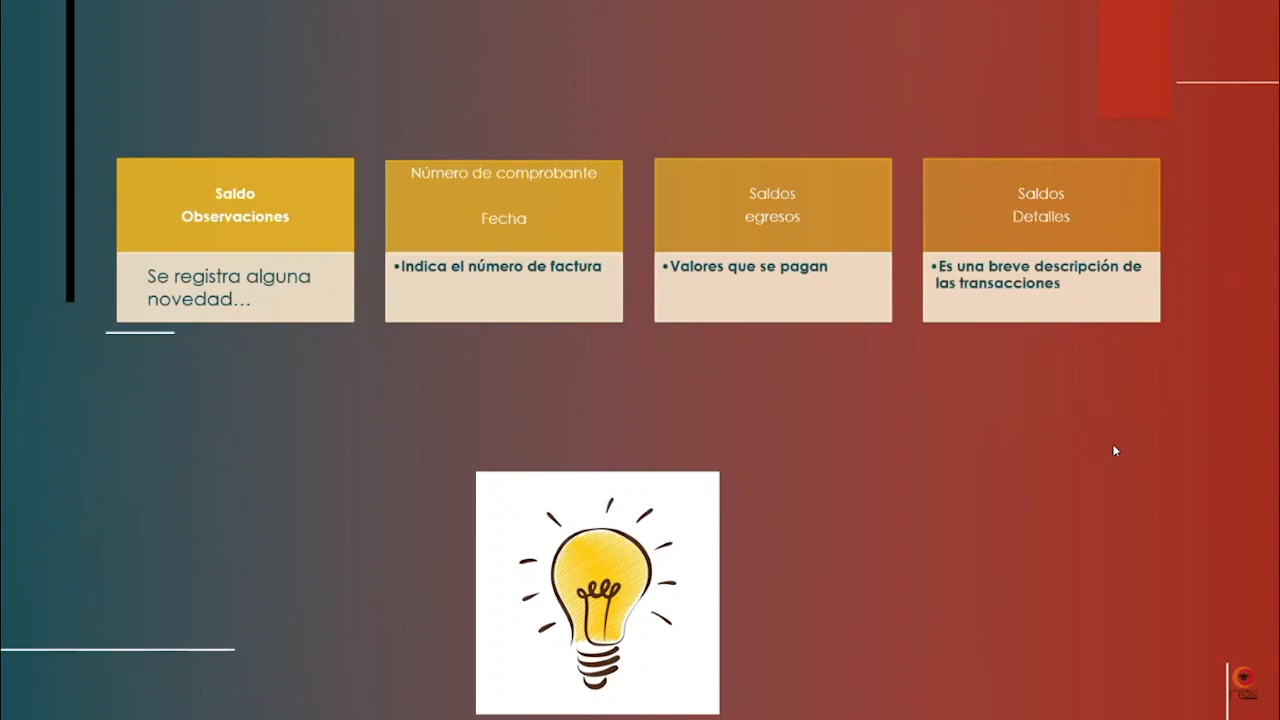 Saldo
Observaciones
Se registra alguna
novedad...
Número de comprobante
Fecha
•Indica el número de factura
Saldos
egresos
•Valores que se pagan
Saldos
Detalles
•Es una breve descripción de
las transacciones